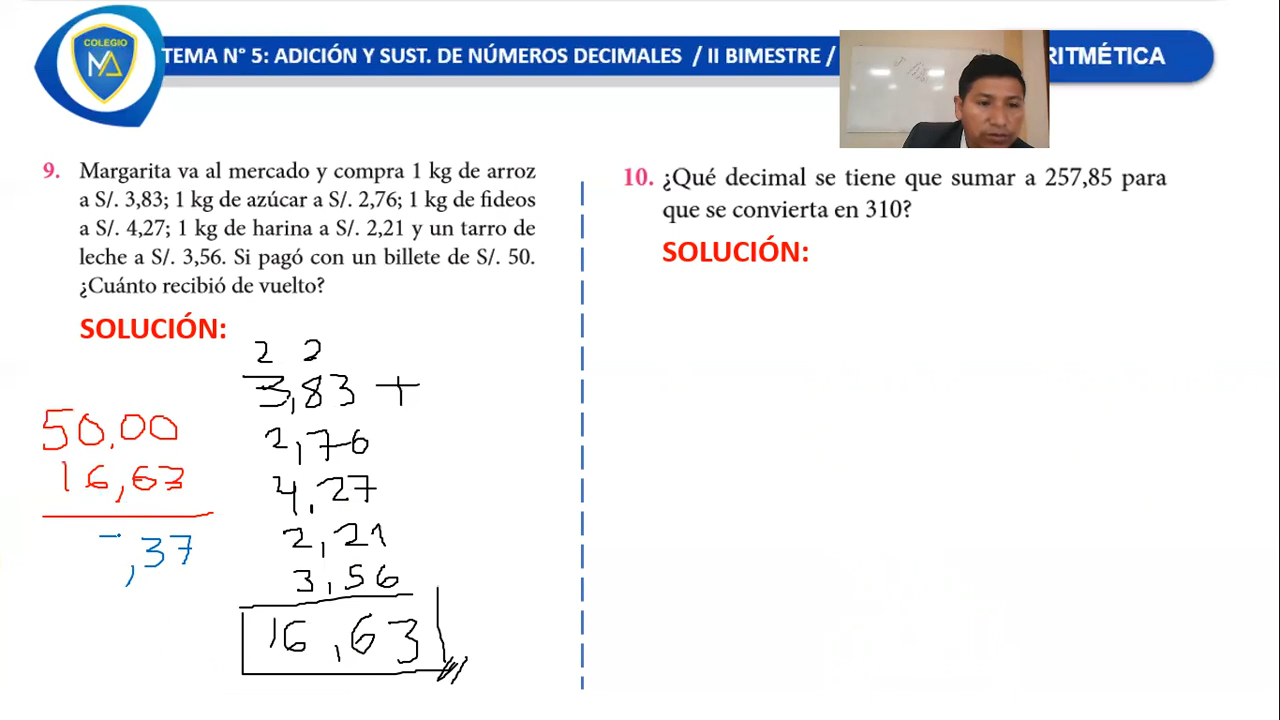 COLEGIO
MA
TEMA N° 5: ADICIÓN Y SUST. DE NÚMEROS DECIMALES / II BIMESTRE / RITMÉTICA
9. Margarita va al mercado y compra 1 kg de arroz
a S/. 3,83; 1 kg de azúcar a S/. 2,76; 1 kg de fideos
a S/. 4,27; 1 kg de harina a S/. 2,21 y un tarro de
leche a S/. 3,56. Si pagó con un billete de S/. 50.
¿Cuánto recibió de vuelto?
SOLUCIÓN:
2 2
3,83 +
2,76
4,27
2,21
3,56
16,63
50,00
16,63
,37
10. ¿Qué decimal se tiene que sumar a 257,85 para
que se convierta en 310?
SOLUCIÓN: